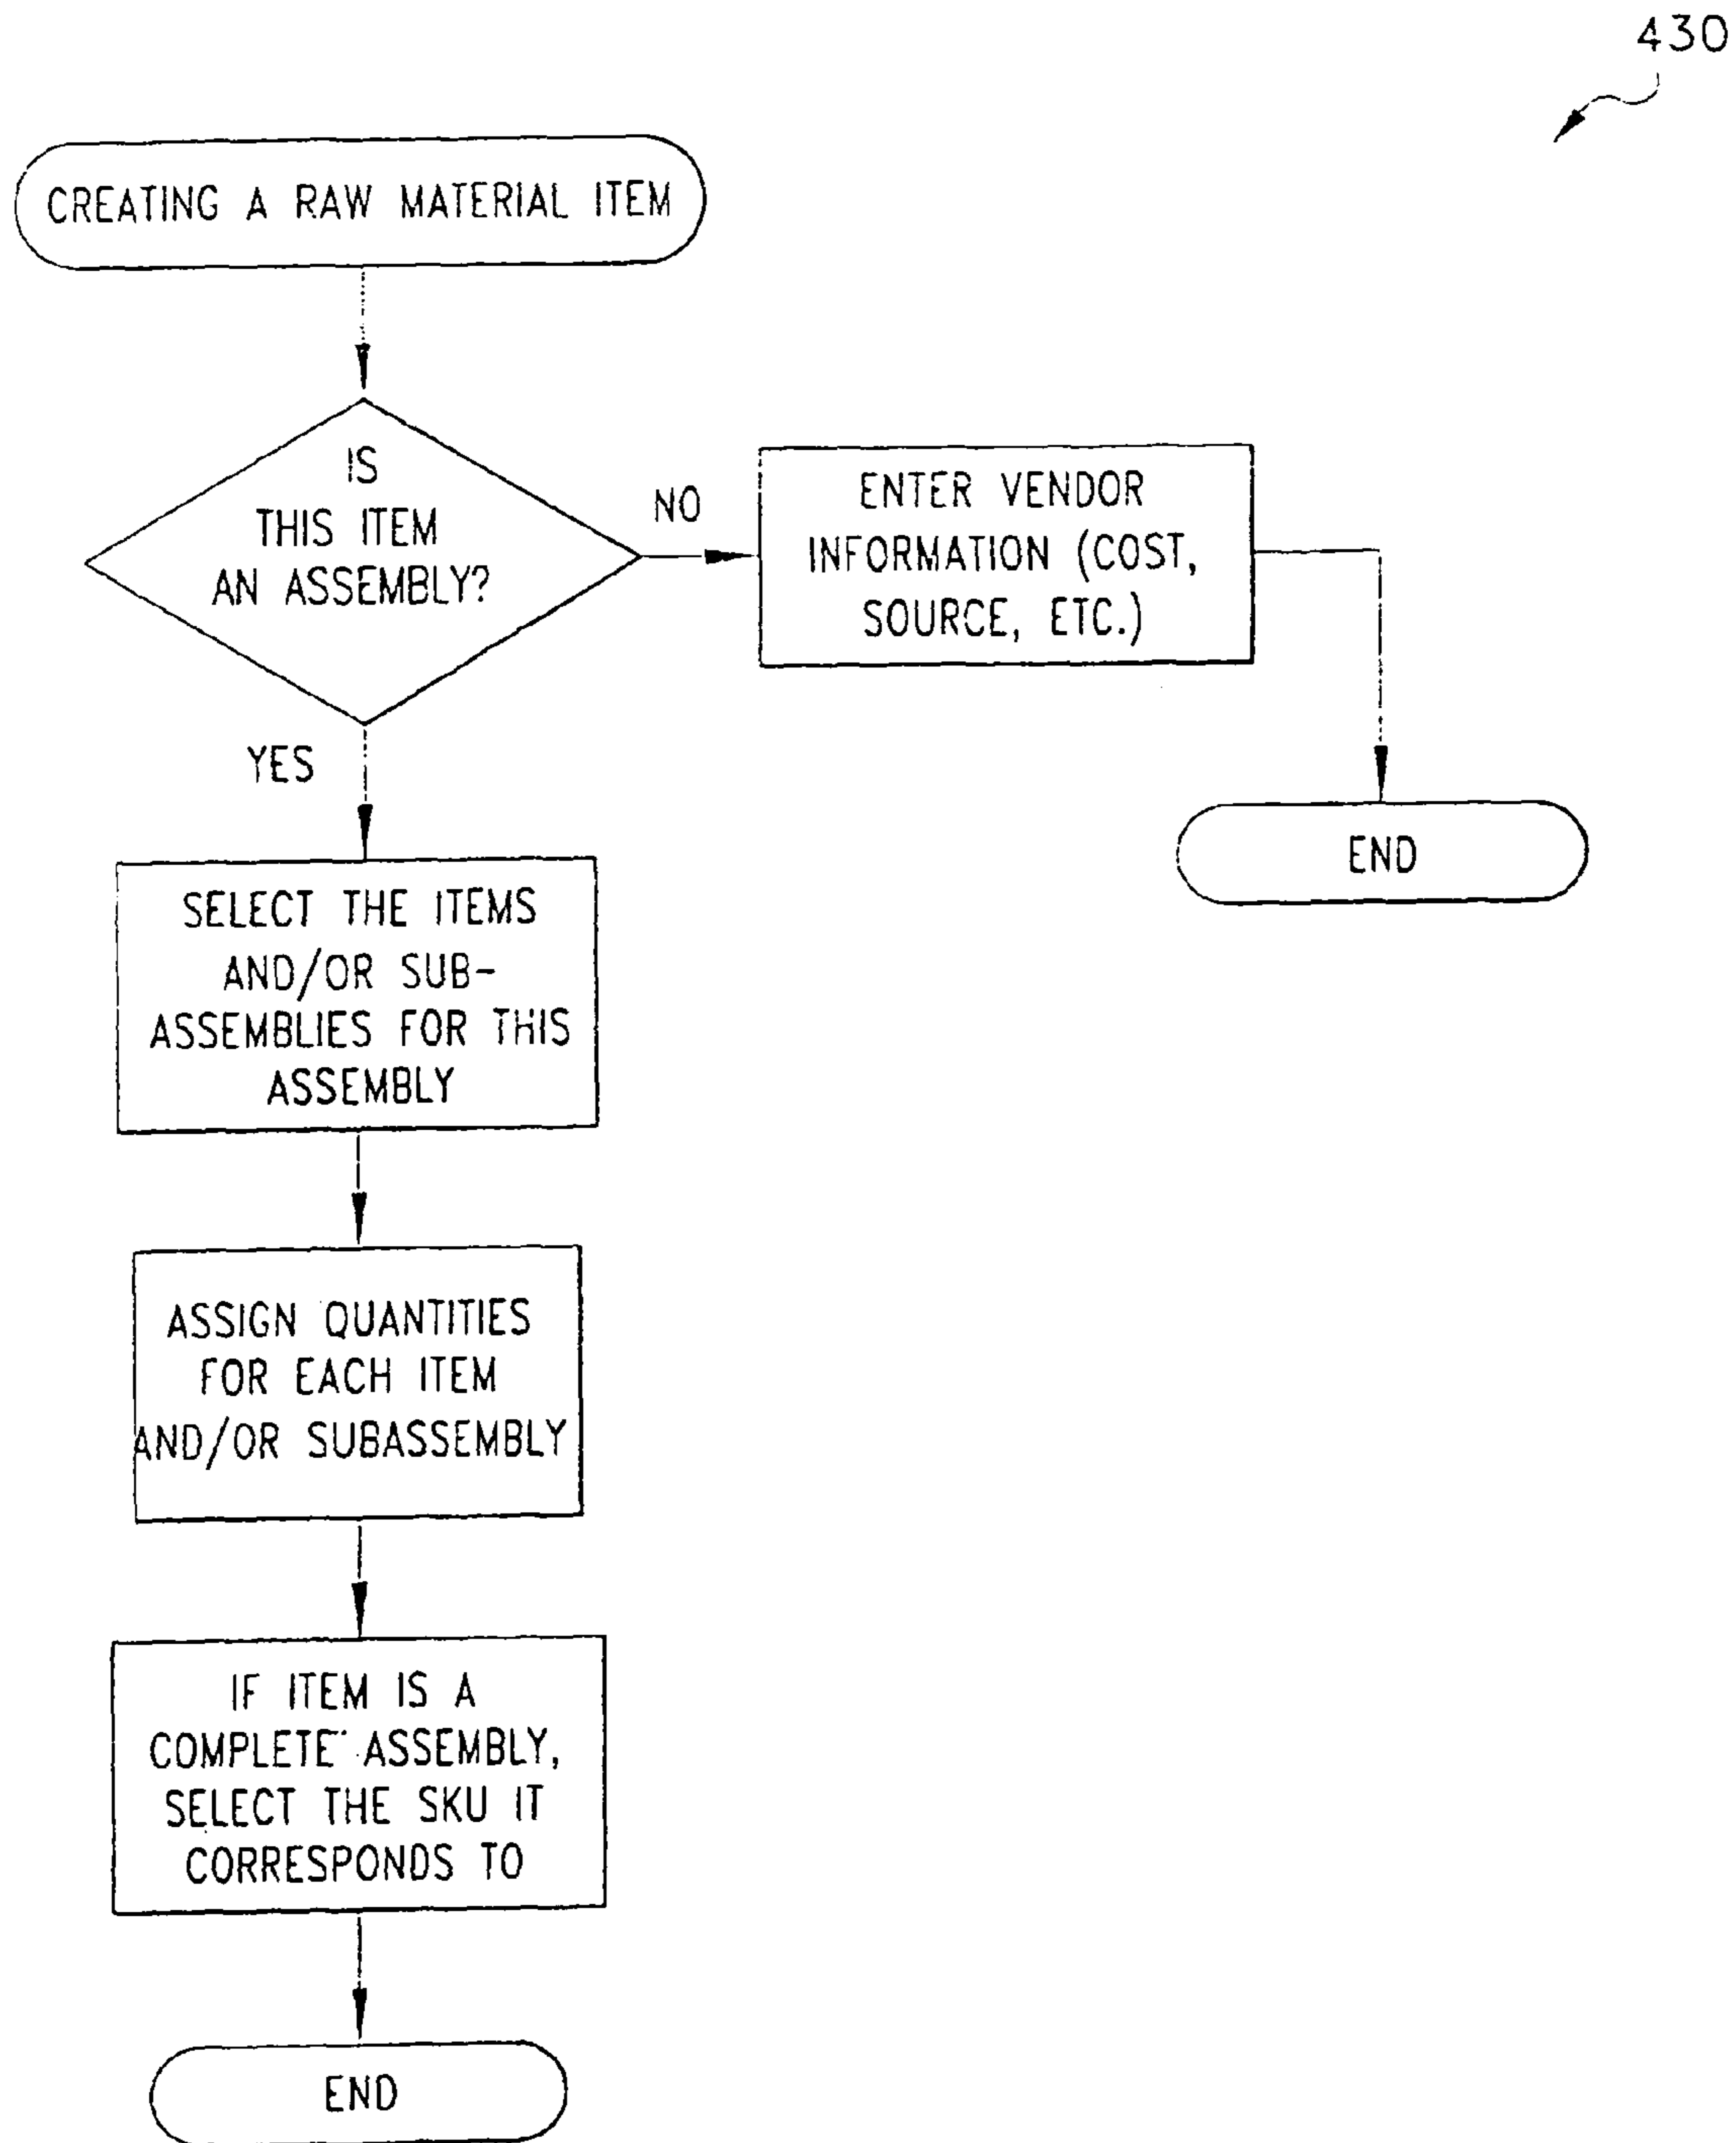 430
CREATING A RAW MATERIAL ITEM
IS
THIS ITEM
AN ASSEMBLY?
NO
ENTER VENDOR
INFORMATION (COST,
SOURCE, ETC.)
YES
END
SELECT THE ITEMS
AND/OR SUB-
ASSEMBLIES FOR THIS
ASSEMBLY
ASSIGN QUANTITIES
FOR EACH ITEM
AND/OR SUBASSEMBLY
IF ITEM IS A
COMPLETE ASSEMBLY,
SELECT THE SKU IT
CORRESPONDS TO
END